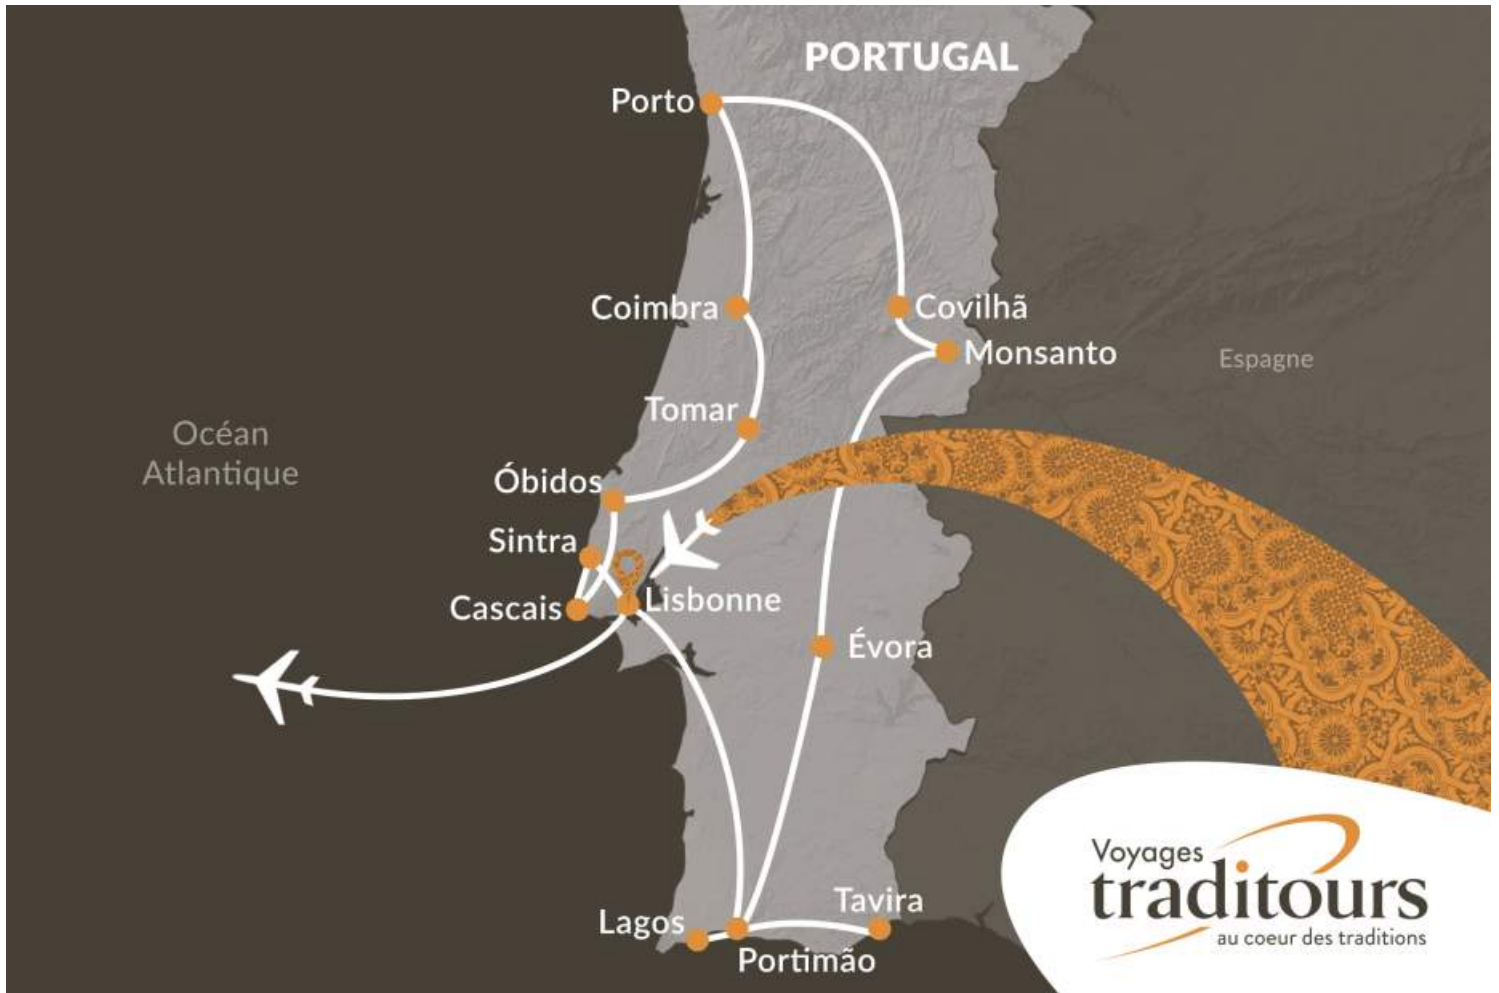 PORTUGAL
Porto
Coimbra
Covilhã
Monsanto
Espagne
Tomar
Océan
Atlantique
Óbidos
Sintra
Cascais
Lisbonne
Évora
Lagos
Portimão
Tavira
Voyages
traditours
au coeur des traditions